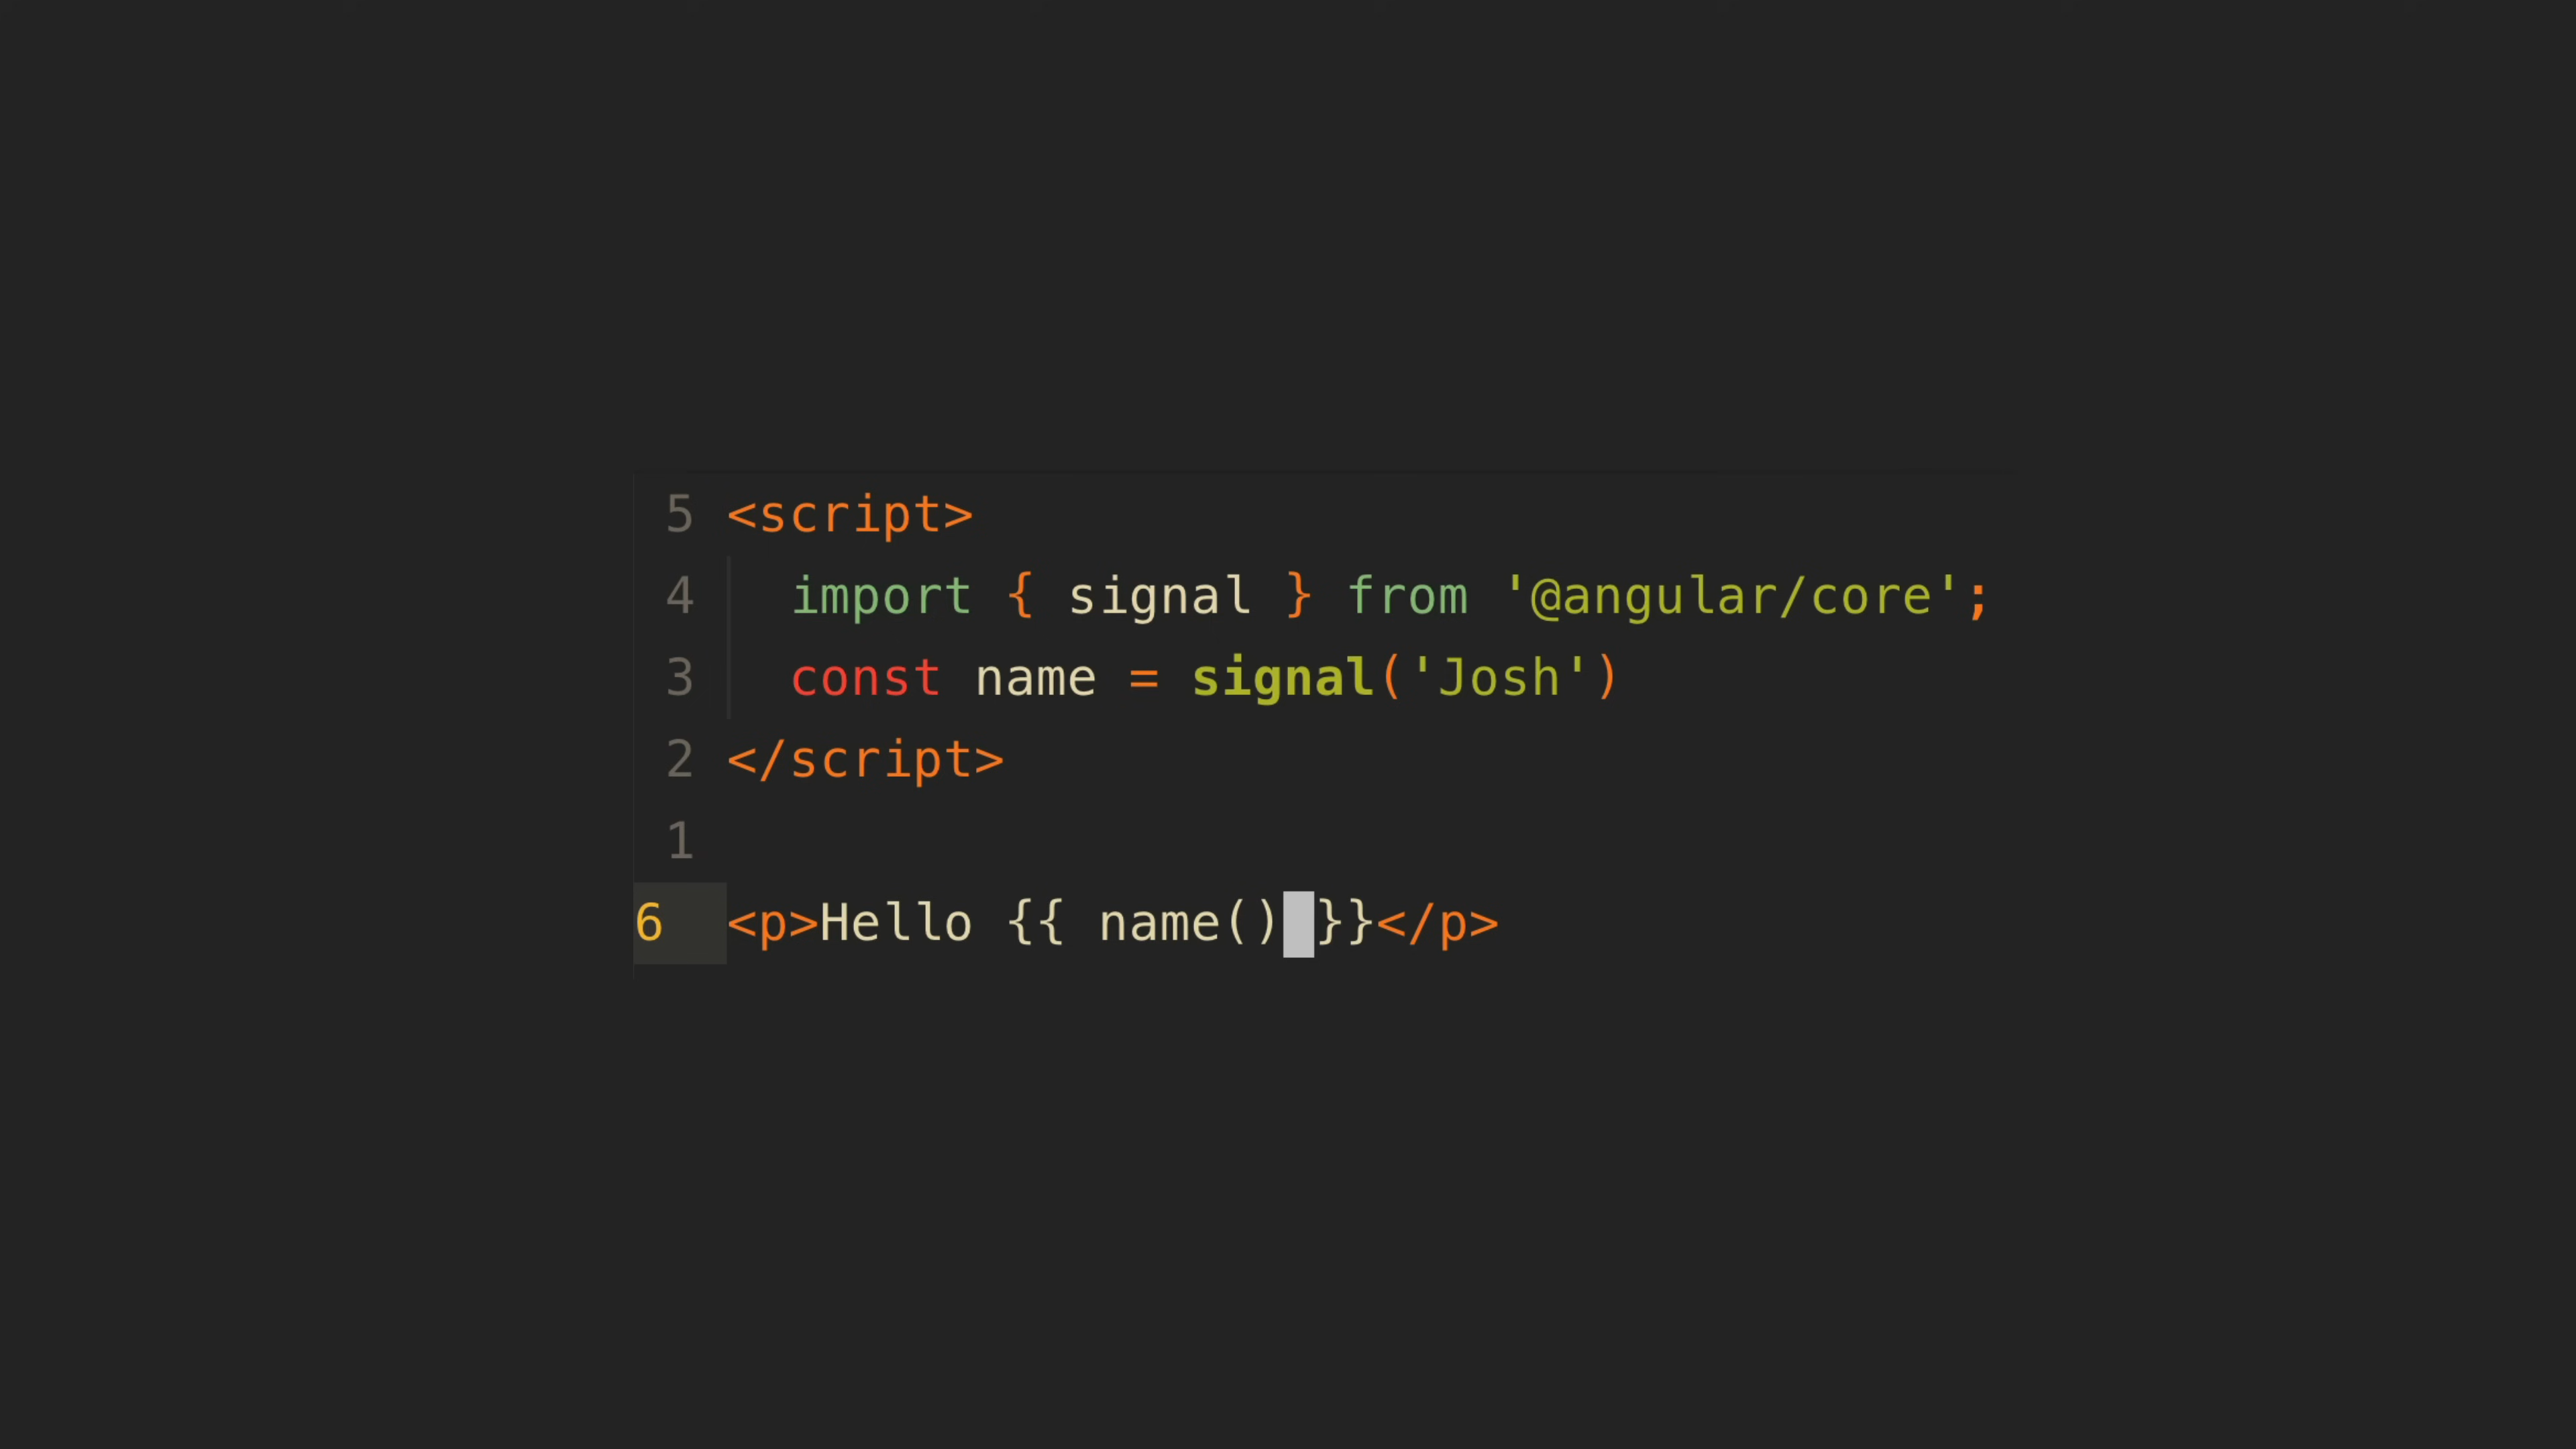 5 <script>
4 import { signal } from '@angular/core';
3 const name = signal('Josh')
2 </script>
1
6 <p>Hello {{ name() }}</p>